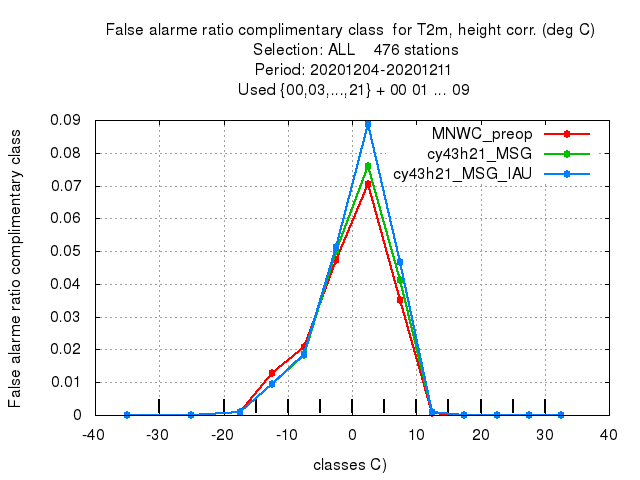 False alarme ratio complimentary class  for T2m, height corr. (deg C)
Selection: ALL    476 stations
Period: 20201204-20201211
Used {00,03,...,21} + 00 01 ... 09
False alarme ratio complimentary class
0.09
0.08
0.07
0.06
0.05
0.04
0.03
0.02
0.01
0
MNWC_preop
cy43h21_MSG
cy43h21_MSG_IAU
-40 -30 -20 -10 0 10 20 30 40
classes C)